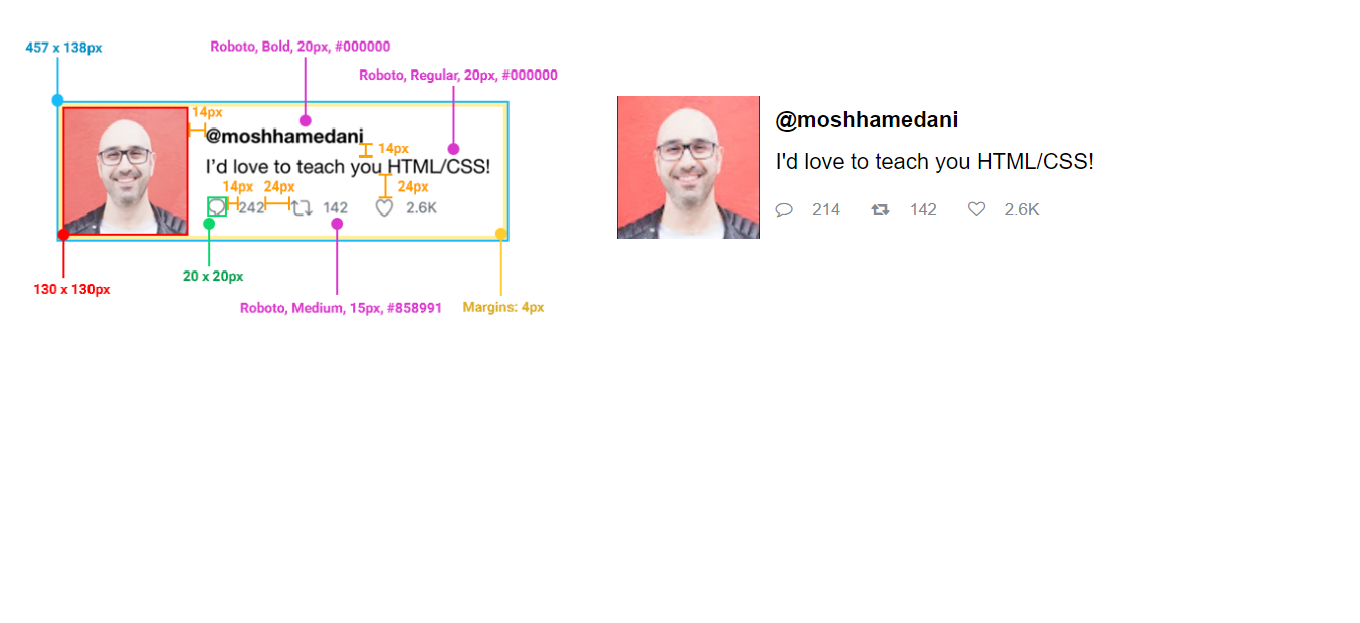 457 x 138px
Roboto, Bold, 20px, #000000
Roboto, Regular, 20px, #000000
14px
@moshhamedani
14px
I'd love to teach you HTML/CSS!
14px 24px
24px
242 142 2.6K
20 x 20px
130 x 130px
Roboto, Medium, 15px, #858991
Margins: 4px
@moshhamedani
I'd love to teach you HTML/CSS!
214 142 2.6K